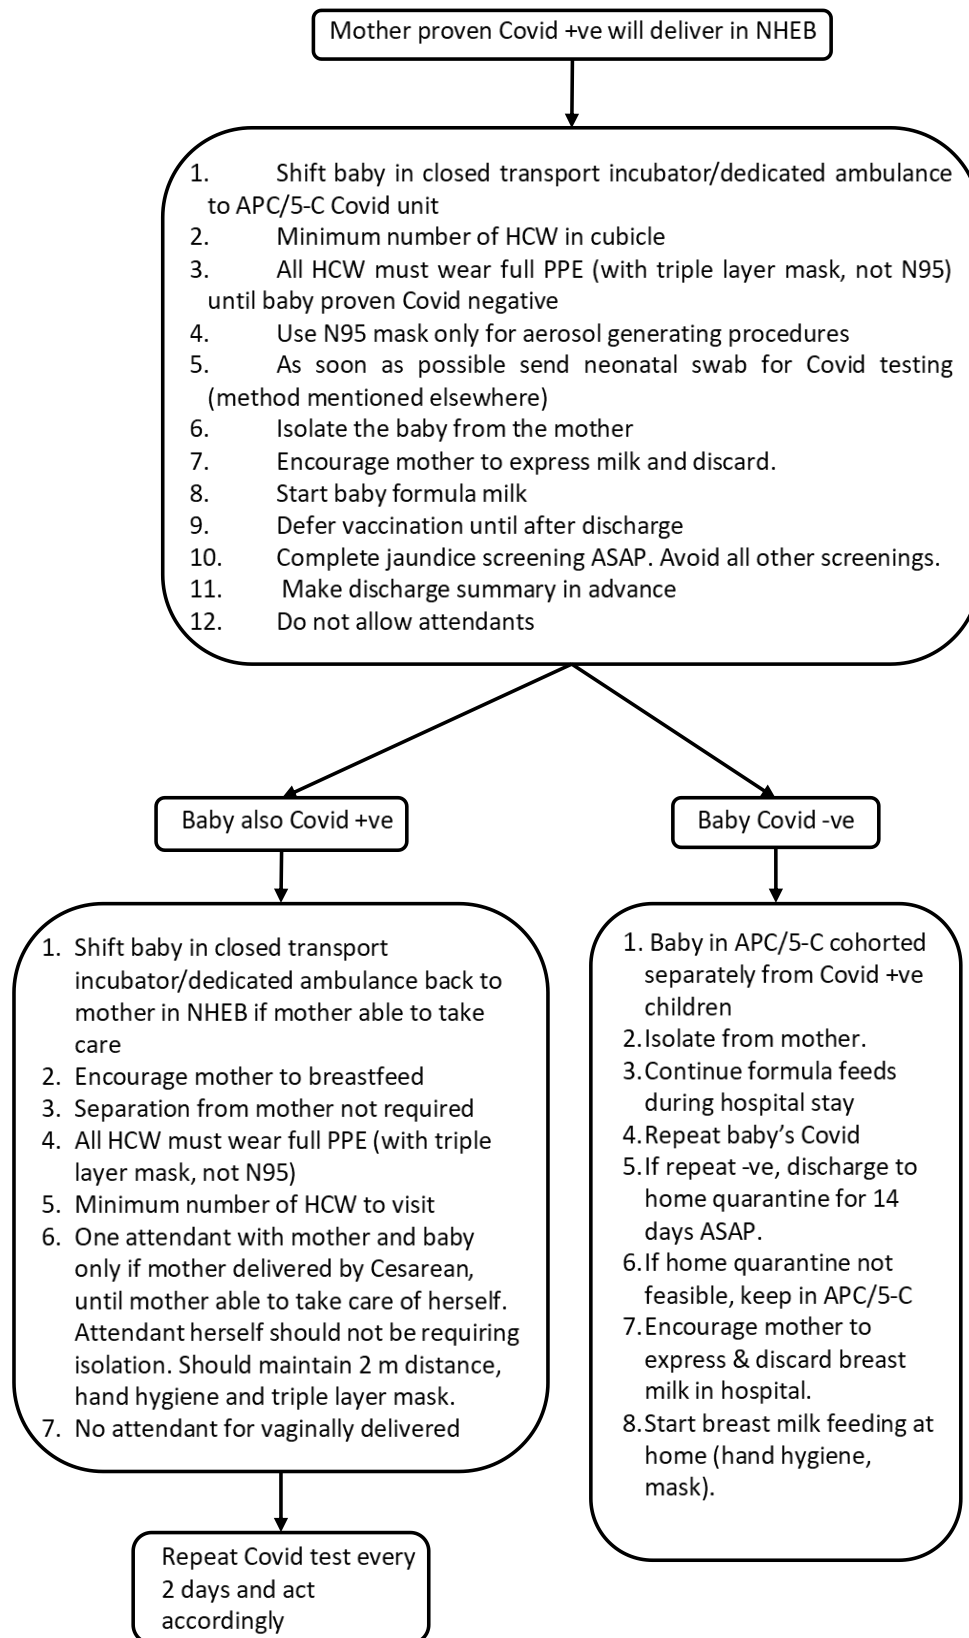 Mother proven Covid +ve will deliver in NHEB
1. Shift baby in closed transport incubator/dedicated ambulance
to APC/5-C Covid unit
2. Minimum number of HCW in cubicle
3. All HCW must wear full PPE (with triple layer mask, not N95)
until baby proven Covid negative
4. Use N95 mask only for aerosol generating procedures
5. As soon as possible send neonatal swab for Covid testing
(method mentioned elsewhere)
6. Isolate the baby from the mother
7. Encourage mother to express milk and discard.
8. Start baby formula milk
9. Defer vaccination until after discharge
10. Complete jaundice screening ASAP. Avoid all other screenings.
11. Make discharge summary in advance
12. Do not allow attendants
Baby also Covid +ve
1. Shift baby in closed transport
incubator/dedicated ambulance back to
mother in NHEB if mother able to take
care
2. Encourage mother to breastfeed
3. Separation from mother not required
4. All HCW must wear full PPE (with triple
layer mask, not N95)
5. Minimum number of HCW to visit
6. One attendant with mother and baby
only if mother delivered by Cesarean,
until mother able to take care of herself.
Attendant herself should not be requiring
isolation. Should maintain 2 m distance,
hand hygiene and triple layer mask.
7. No attendant for vaginally delivered
Repeat Covid test every
2 days and act
accordingly
Baby Covid -ve
1. Baby in APC/5-C cohorted
separately from Covid +ve
children
2. Isolate from mother.
3. Continue formula feeds
during hospital stay
4. Repeat baby’s Covid
5. If repeat -ve, discharge to
home quarantine for 14
days ASAP.
6. If home quarantine not
feasible, keep in APC/5-C
7. Encourage mother to
express & discard breast
milk in hospital.
8. Start breast milk feeding at
home (hand hygiene,
mask).